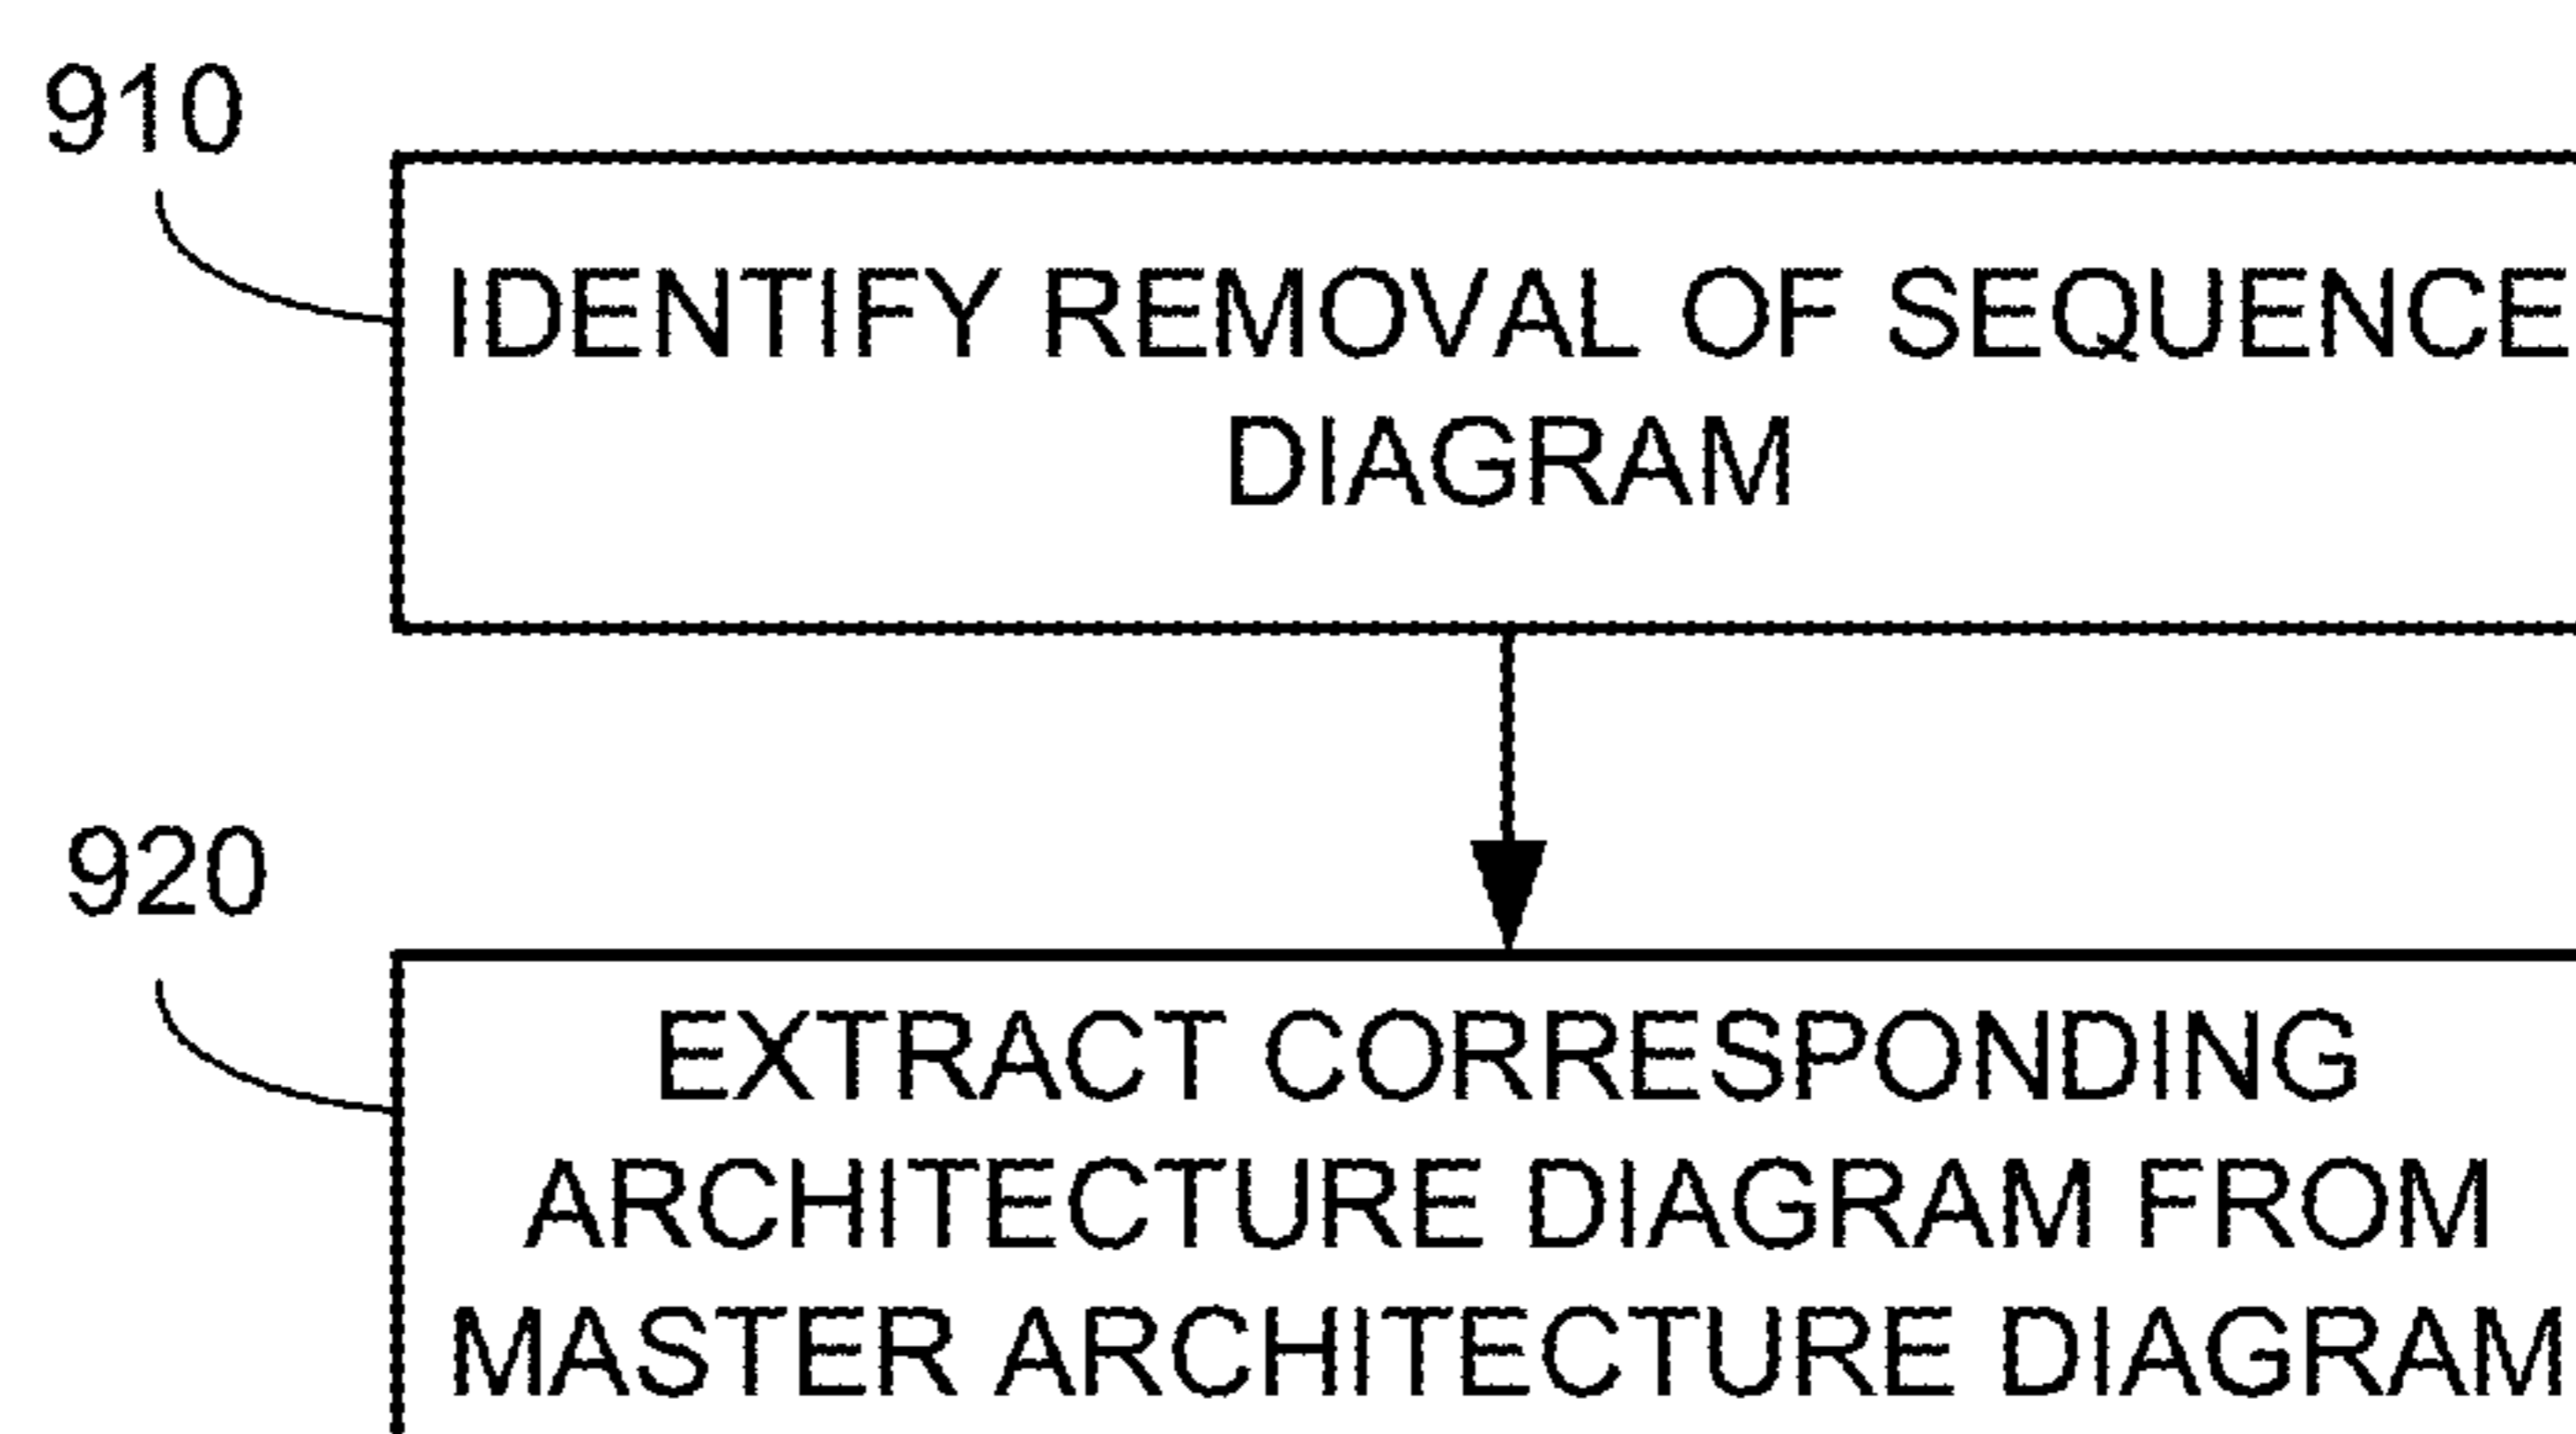 910
IDENTIFY REMOVAL OF SEQUENCE
DIAGRAM
920
EXTRACT CORRESPONDING
ARCHITECTURE DIAGRAM FROM
MASTER ARCHITECTURE DIAGRAM